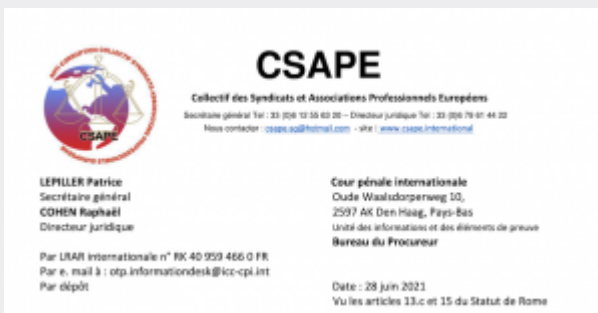 CSAPE
Collectif des Syndicats et Associations Professionnels Européens
Secrétaire général Tel : 33 (0)6 12 55 63 20 – Directeur juridique Tel : 33 (0)6 79 61 44 22
Nous contacter : csape.sg@hotmail.com - site : www.csape.international
CSAPE
LEPILLER Patrice
Secrétaire général
COHEN Raphaël
Directeur juridique
Par LRAR internationale n° RK 40 959 466 0 FR
Par e. mail à : otp.informationdesk@icc-cpi.int
Par dépôt
Cour pénale internationale
Oude Waalsdorperweg 10,
2597 AK Den Haag, Pays-Bas
Unité des informations et des éléments de preuve
Bureau du Procureur
Date : 28 juin 2021
Vu les articles 13.c et 15 du Statut de Rome